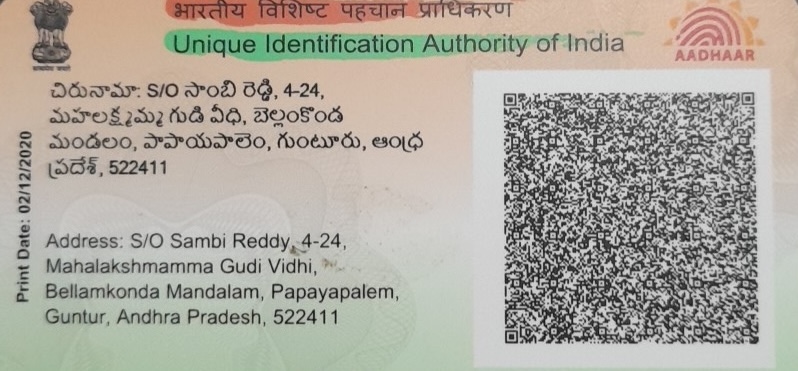 भारतीय विशिष्ट पहचान प्राधिकरण
Unique Identification Authority of India
AADHAAR
చిరునామా: S/O సాంబి రెడ్డి, 4-24,
మహలక్ష్మమ్మ గుడి వీధి, బెల్లంకొండ
మండలం, పాపాయపాలెం, గుంటూరు, ఆంధ్ర
ప్రదేశ్, 522411
Print Date: 02/12/2020
Address: S/O Sambi Reddy, 4-24,
Mahalakshmamma Gudi Vidhi,
Bellamkonda Mandalam, Papayapalem,
Guntur, Andhra Pradesh, 522411